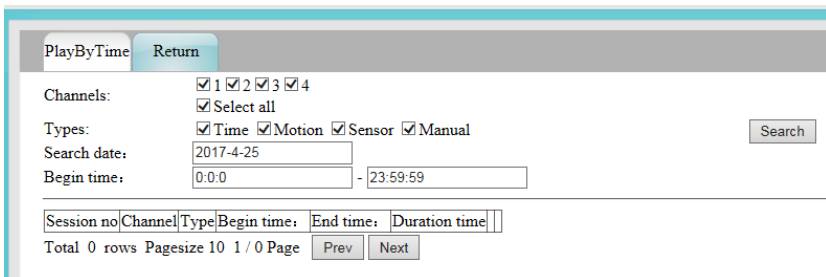 PlayByTime Return
Channels:
1 2 3 4
Select all
Types: Time Motion Sensor Manual Search
Search date： 2017-4-25
Begin time： 0:0:0 - 23:59:59
Session no Channel Type Begin time： End time： Duration time
Total 0 rows Pagesize 10 1 / 0 Page Prev Next